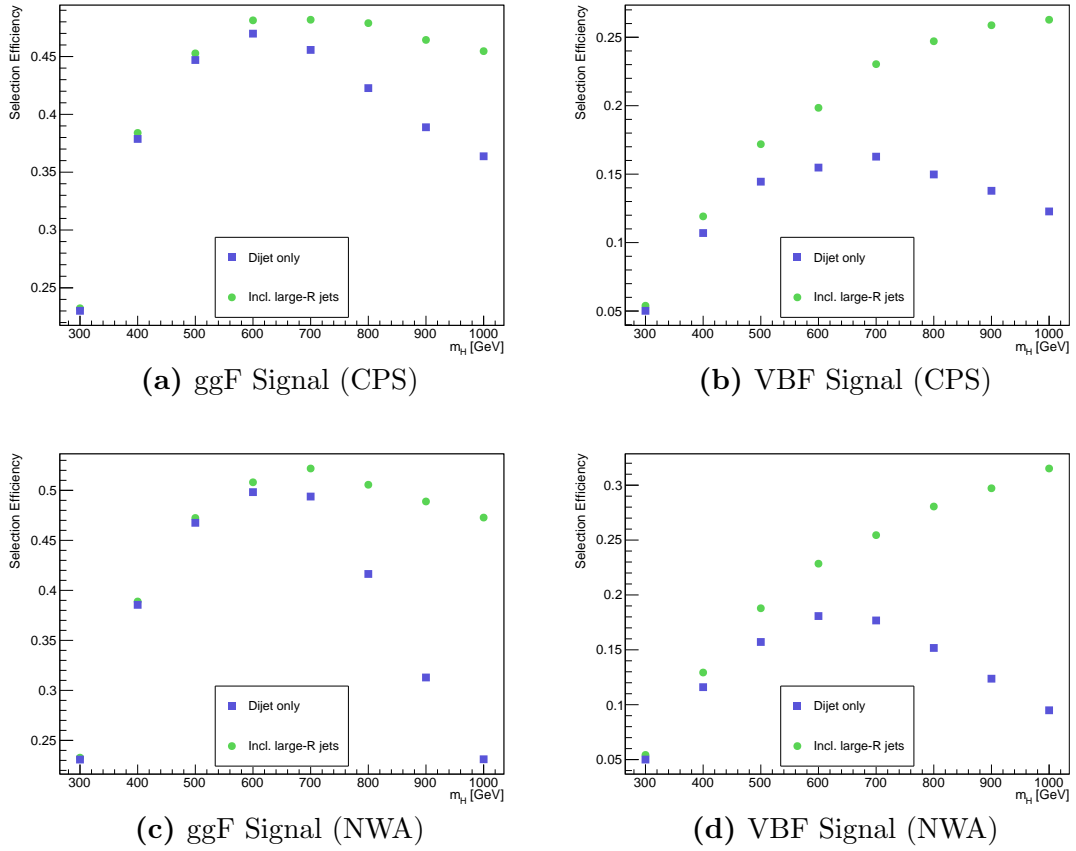 Selection Efficiency
0.45
0.4
0.35
0.3
0.25
Dijet only
Incl. large-R jets
300 400 500 600 700 800 900 1000
m_H [GeV]
(a) ggF Signal (CPS)
Selection Efficiency
0.25
0.2
0.15
0.1
0.05
Dijet only
Incl. large-R jets
300 400 500 600 700 800 900 1000
m_H [GeV]
(b) VBF Signal (CPS)
Selection Efficiency
0.5
0.45
0.4
0.35
0.3
0.25
Dijet only
Incl. large-R jets
300 400 500 600 700 800 900 1000
m_H [GeV]
(c) ggF Signal (NWA)
Selection Efficiency
0.3
0.25
0.2
0.15
0.1
0.05
Dijet only
Incl. large-R jets
300 400 500 600 700 800 900 1000
m_H [GeV]
(d) VBF Signal (NWA)